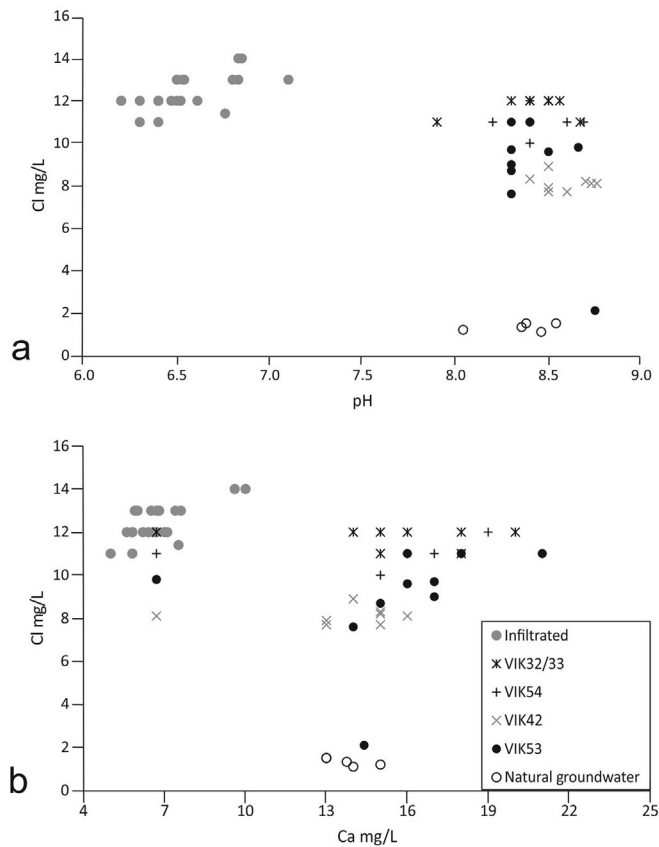 16
14
12
10
8
6
4
2
0
Cl mg/L
a
6.0 6.5 7.0 7.5 8.0 8.5 9.0
pH
16
14
12
10
8
6
4
2
0
Cl mg/L
Infiltrated
VIK32/33
VIK54
VIK42
VIK53
Natural groundwater
b
4 7 10 13 16 19 22 25
Ca mg/L